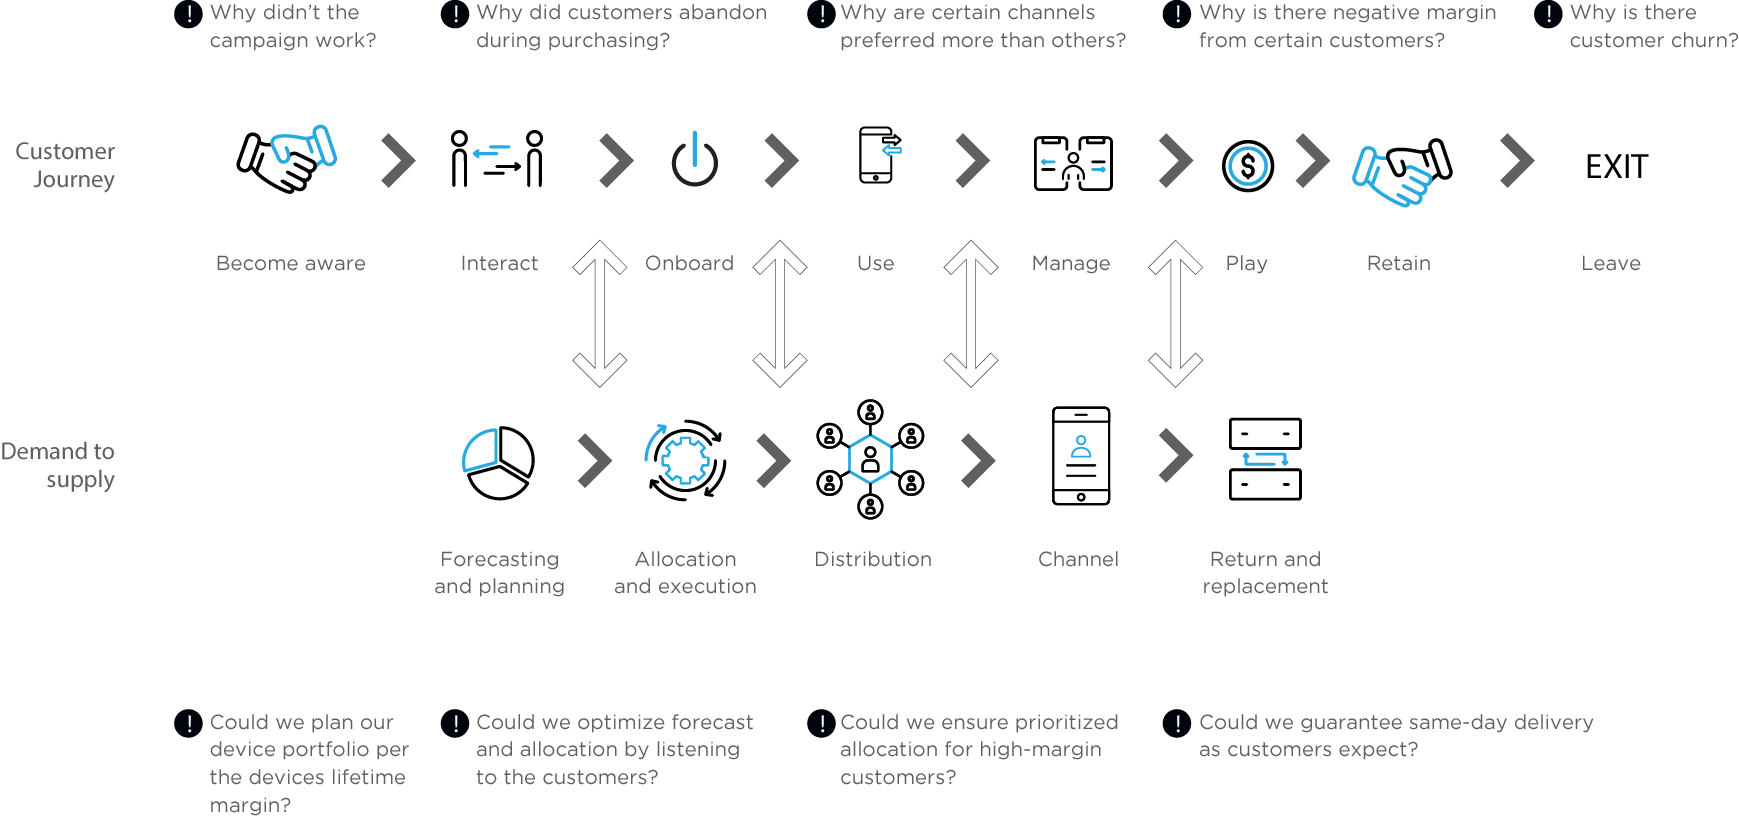 Why didn’t the
campaign work?
Why did customers abandon
during purchasing?
Why are certain channels
preferred more than others?
Why is there negative margin
from certain customers?
Why is there
customer churn?
Customer
Journey
EXIT
Become aware
Interact
Onboard
Use
Manage
Play
Retain
Leave
Demand to
supply
Forecasting
and planning
Allocation
and execution
Distribution
Channel
Return and
replacement
Could we plan our
device portfolio per
the devices lifetime
margin?
Could we optimize forecast
and allocation by listening
to the customers?
Could we ensure prioritized
allocation for high-margin
customers?
Could we guarantee same-day delivery
as customers expect?